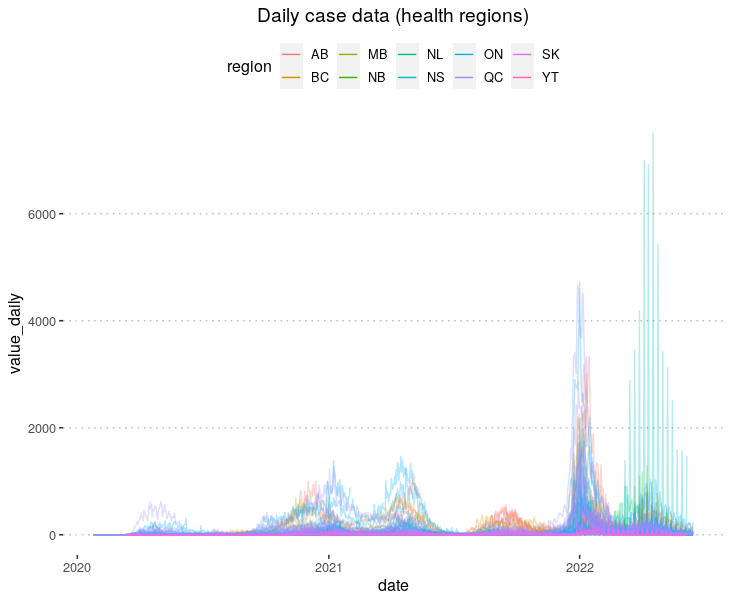 Daily case data (health regions)
region
AB MB NL ON SK
BC NB NS QC YT
value_daily
6000
4000
2000
0
2020 2021 2022
date